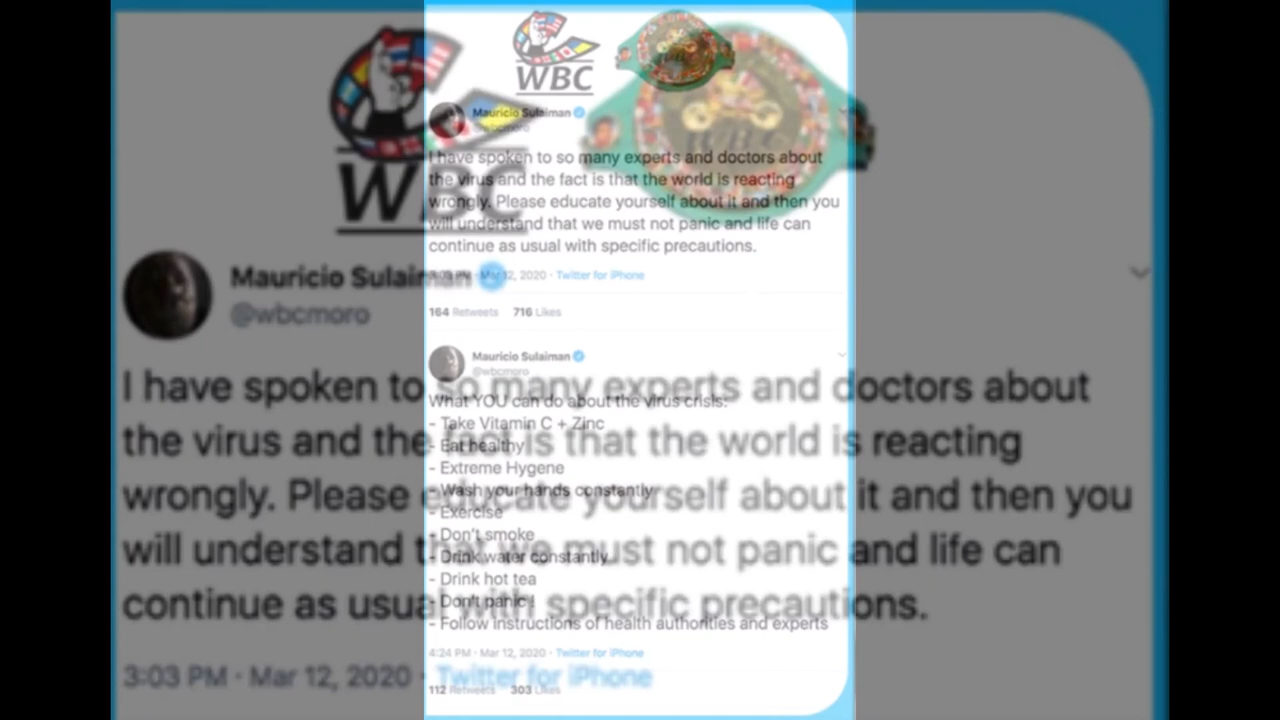 WBC
Mauricio Sulaiman
@wbcmoro
I have spoken to so many experts and doctors about
the virus and the fact is that the world is reacting
wrongly. Please educate yourself about it and then you
will understand that we must not panic and life can
continue as usual with specific precautions.
3:03 PM · Mar 12, 2020 · Twitter for iPhone
164 Retweets 716 Likes
Mauricio Sulaiman
@wbcmoro
What YOU can do about the virus crisis:
- Take Vitamin C + Zinc
- Eat healthy
- Extreme Hygene
- Wash your hands constantly
- Exercise
- Don't smoke
- Drink water constantly
- Drink hot tea
- Don't panic !
- Follow instructions of health authorities and experts
4:24 PM · Mar 12, 2020 · Twitter for iPhone
112 Retweets 303 Likes
WBC
WBC
Mauricio Sulaiman
@wbcmoro
I have spoken to so many experts and doctors about
the virus and the fact is that the world is reacting
wrongly. Please educate yourself about it and then you
will understand that we must not panic and life can
continue as usual with specific precautions.
3:03 PM · Mar 12, 2020 · Twitter for iPhone